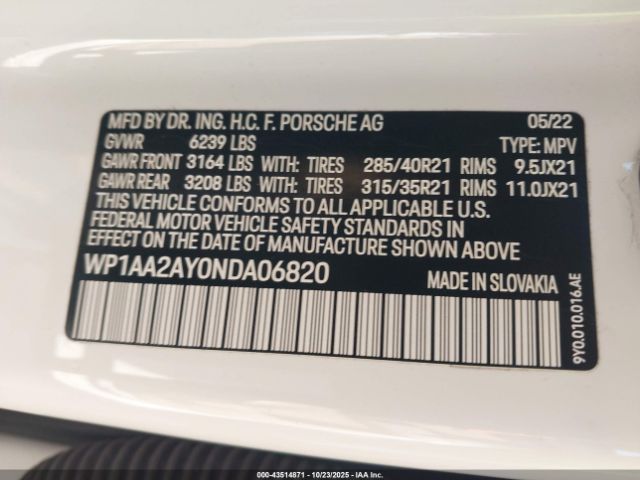 MFD BY DR. ING. H.C. F. PORSCHE AG 05/22
GVWR 6239 LBS TYPE: MPV
GAWR FRONT 3164 LBS WITH: TIRES 285/40R21 RIMS 9.5JX21
GAWR REAR 3208 LBS WITH: TIRES 315/35R21 RIMS 11.0JX21
THIS VEHICLE CONFORMS TO ALL APPLICABLE U.S.
FEDERAL MOTOR VEHICLE SAFETY STANDARDS IN
EFFECT ON THE DATE OF MANUFACTURE SHOWN ABOVE
WP1AA2AY0NDA06820 MADE IN SLOVAKIA
9Y0.010.016.AE
000-43514871 | 10/23/2025 | IAA Inc.